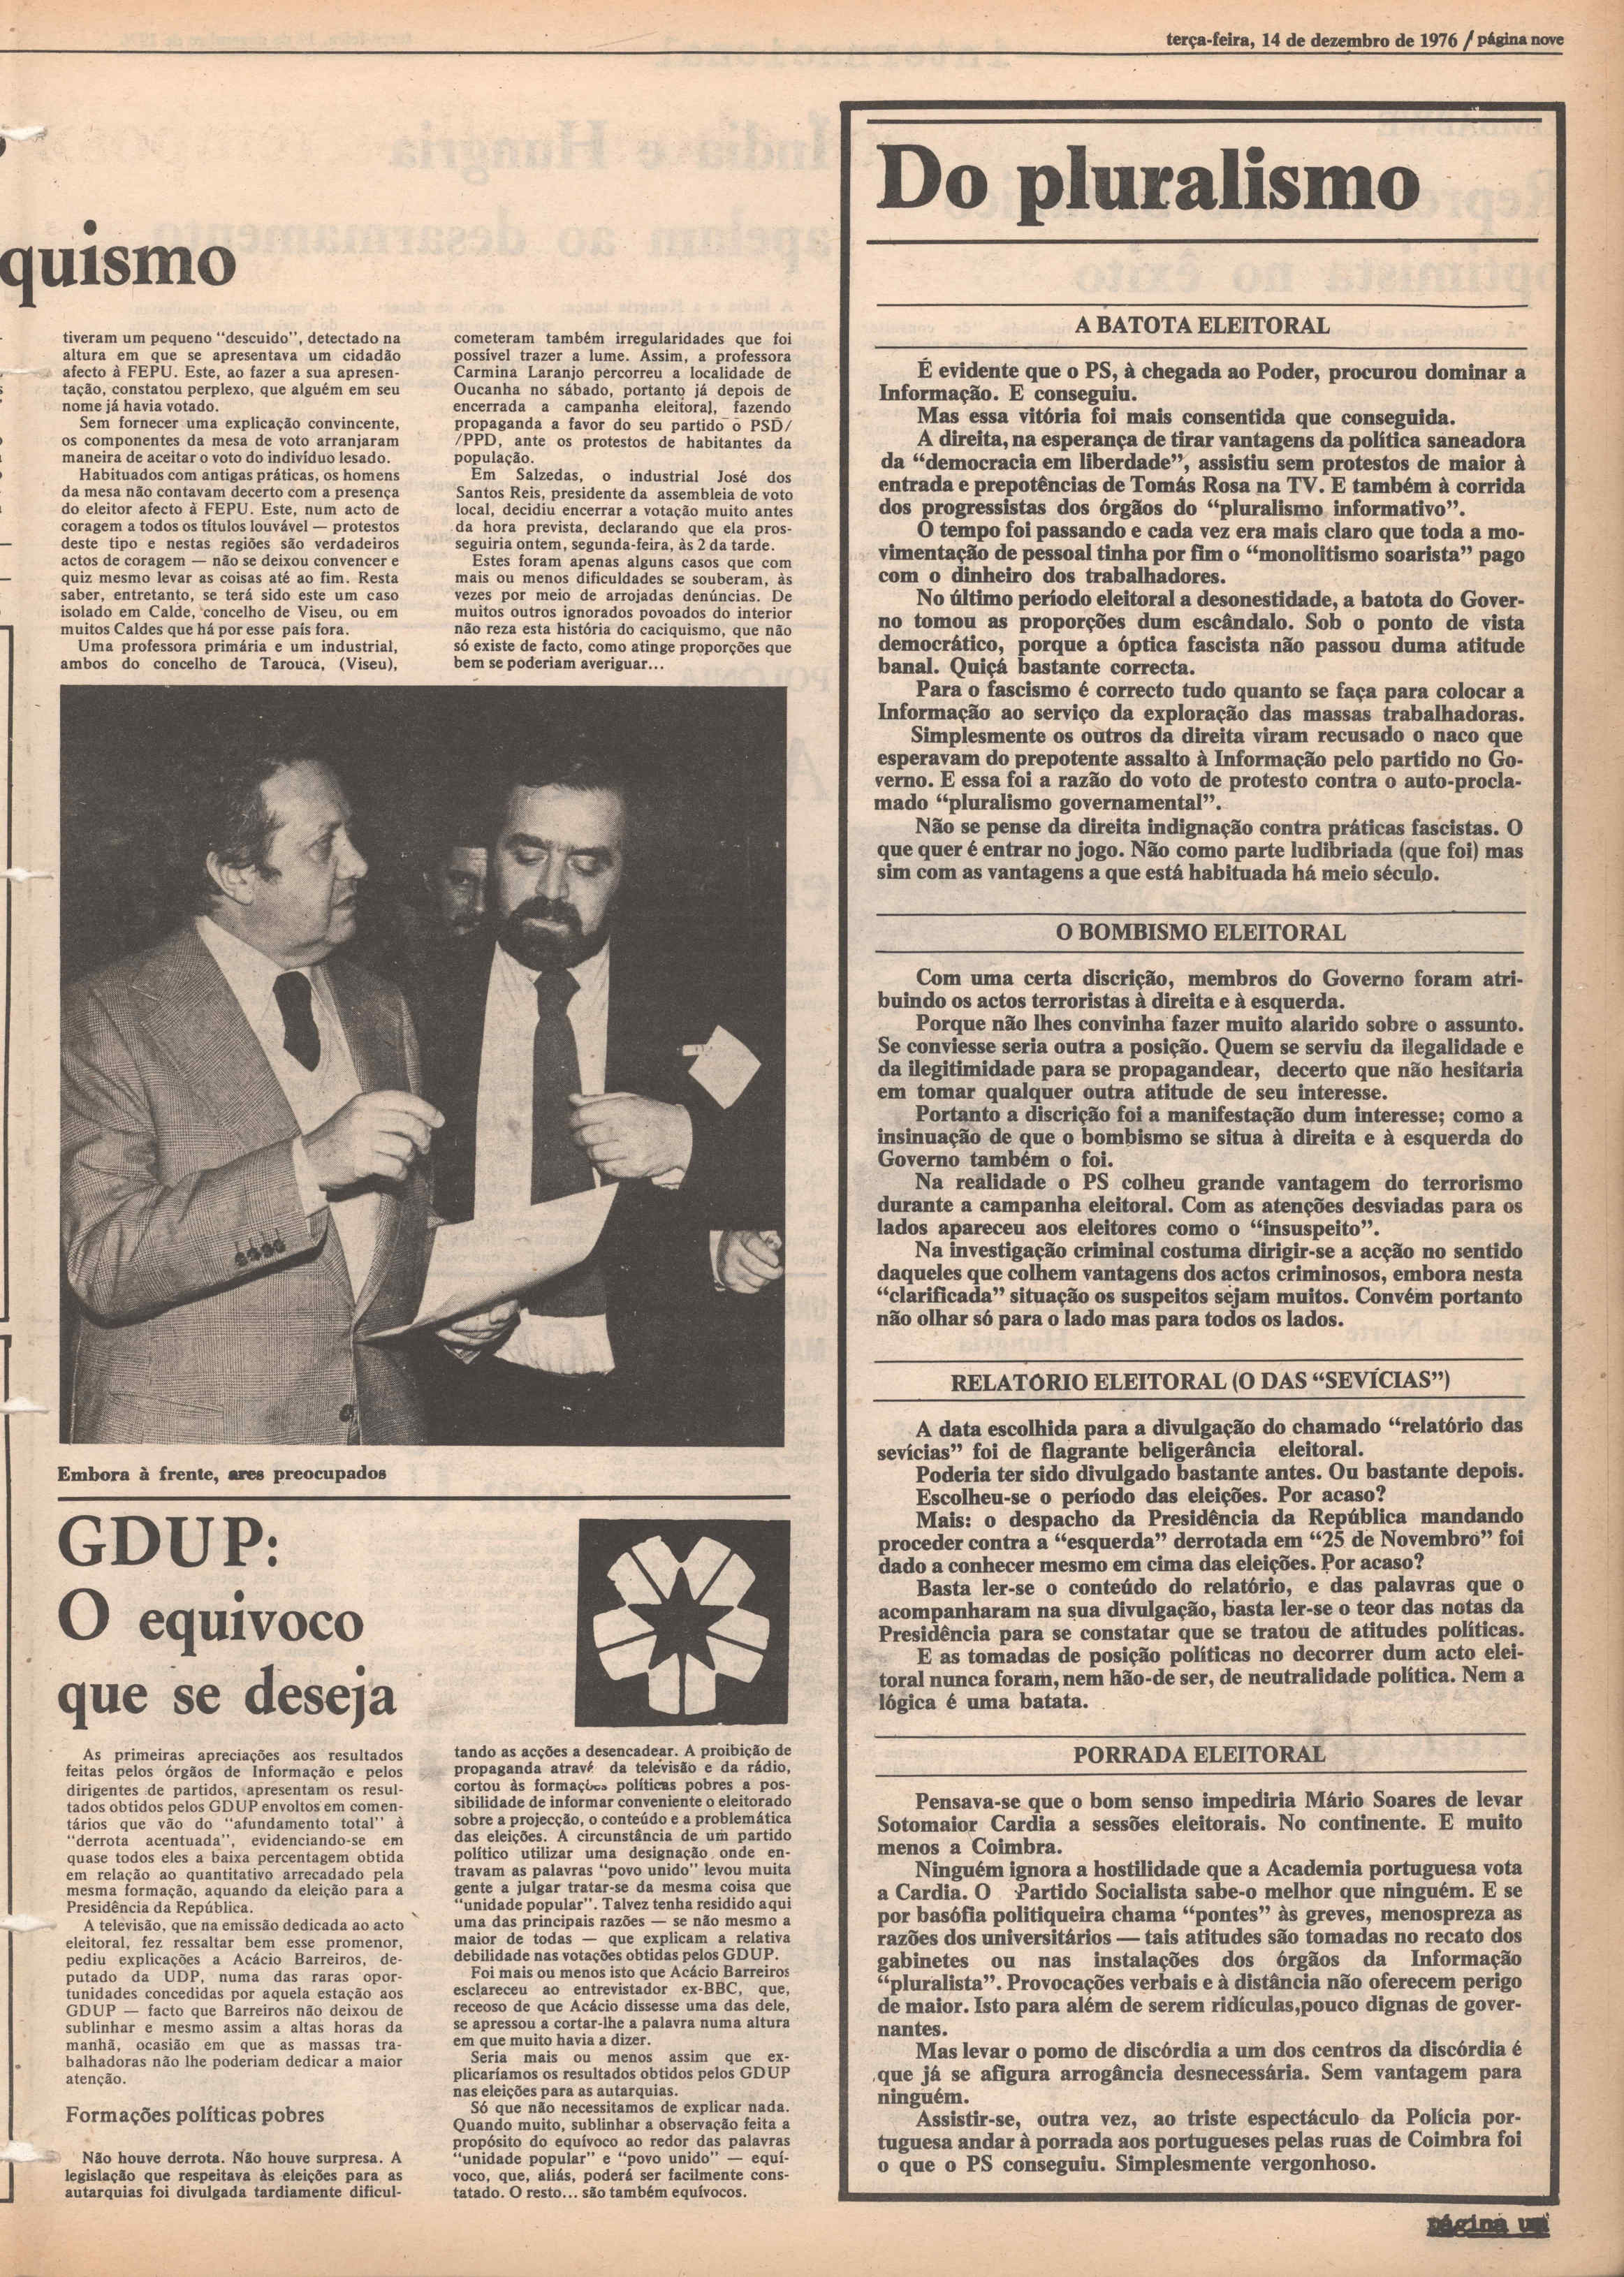 terça-feira, 14 de dezembro de 1976 / página nove
quismo
tiveram um pequeno “descuido”, detectado na
altura em que se apresentava um cidadão
afecto à FEPU. Este, ao fazer a sua apresen-
tação, constatou perplexo, que alguém em seu
nome já havia votado.
Sem fornecer uma explicação convincente,
os componentes da mesa de voto arranjaram
maneira de aceitar o voto do indivíduo lesado.
Habituados com antigas práticas, os homens
da mesa não contavam decerto com a presença
do eleitor afecto à FEPU. Este, num acto de
coragem a todos os títulos louvável — protestos
deste tipo e nestas regiões são verdadeiros
actos de coragem — não se deixou convencer e
quiz mesmo levar as coisas até ao fim. Resta
saber, entretanto, se terá sido este um caso
isolado em Calde, concelho de Viseu, ou em
muitos Caldes que há por esse país fora.
Uma professora primária e um industrial,
ambos do concelho de Tarouca, (Viseu),
cometeram também irregularidades que foi
possível trazer a lume. Assim, a professora
Carmina Laranjo percorreu a localidade de
Oucanha no sábado, portanto já depois de
encerrada a campanha eleitoral, fazendo
propaganda a favor do seu partido o PSD/
/PPD, ante os protestos de habitantes da
população.
Em Salzedas, o industrial José dos
Santos Reis, presidente da assembleia de voto
local, decidiu encerrar a votação muito antes
da hora prevista, declarando que ela pros-
seguiria ontem, segunda-feira, às 2 da tarde.
Estes foram apenas alguns casos que com
mais ou menos dificuldades se souberam, às
vezes por meio de arrojadas denúncias. De
muitos outros ignorados povoados do interior
não reza esta história do caciquismo, que não
só existe de facto, como atinge proporções que
bem se poderiam averiguar...
Embora à frente, ares preocupados
GDUP:
O equivoco
que se deseja
As primeiras apreciações aos resultados
feitas pelos órgãos de Informação e pelos
dirigentes de partidos, apresentam os resul-
tados obtidos pelos GDUP envoltos em comen-
tários que vão do “afundamento total” à
“derrota acentuada”, evidenciando-se em
quase todos eles a baixa percentagem obtida
em relação ao quantitativo arrecadado pela
mesma formação, aquando da eleição para a
Presidência da República.
A televisão, que na emissão dedicada ao acto
eleitoral, fez ressaltar bem esse promenor,
pediu explicações a Acácio Barreiros, de-
putado da UDP, numa das raras opor-
tunidades concedidas por aquela estação aos
GDUP — facto que Barreiros não deixou de
sublinhar e mesmo assim a altas horas da
manhã, ocasião em que as massas tra-
balhadoras não lhe poderiam dedicar a maior
atenção.
Formações políticas pobres
Não houve derrota. Não houve surpresa. A
legislação que respeitava às eleições para as
autarquias foi divulgada tardiamente dificul-
tando as acções a desencadear. A proibição de
propaganda atravé da televisão e da rádio,
cortou às formações políticas pobres a pos-
sibilidade de informar conveniente o eleitorado
sobre a projecção, o conteúdo e a problemática
das eleições. A circunstância de um partido
político utilizar uma designação onde en-
travam as palavras “povo unido” levou muita
gente a julgar tratar-se da mesma coisa que
“unidade popular”. Talvez tenha residido aqui
uma das principais razões — se não mesmo a
maior de todas — que explicam a relativa
debilidade nas votações obtidas pelos GDUP.
Foi mais ou menos isto que Acácio Barreiros
esclareceu ao entrevistador ex-BBC, que,
receoso de que Acácio dissesse uma das dele,
se apressou a cortar-lhe a palavra numa altura
em que muito havia a dizer.
Seria mais ou menos assim que ex-
plicaríamos os resultados obtidos pelos GDUP
nas eleições para as autarquias.
Só que não necessitamos de explicar nada.
Quando muito, sublinhar a observação feita a
propósito do equívoco ao redor das palavras
“unidade popular” e “povo unido” — equí-
voco, que, aliás, poderá ser facilmente cons-
tatado. O resto... são também equívocos.
Do pluralismo
A BATOTA ELEITORAL
É evidente que o PS, à chegada ao Poder, procurou dominar a
Informação. E conseguiu.
Mas essa vitória foi mais consentida que conseguida.
A direita, na esperança de tirar vantagens da política saneadora
da “democracia em liberdade”, assistiu sem protestos de maior à
entrada e prepotências de Tomás Rosa na TV. E também à corrida
dos progressistas dos órgãos do “pluralismo informativo”.
O tempo foi passando e cada vez era mais claro que toda a mo-
vimentação de pessoal tinha por fim o “monolitismo soarista” pago
com o dinheiro dos trabalhadores.
No último período eleitoral a desonestidade, a batota do Gover-
no tomou as proporções dum escândalo. Sob o ponto de vista
democrático, porque a óptica fascista não passou duma atitude
banal. Quiçá bastante correcta.
Para o fascismo é correcto tudo quanto se faça para colocar a
Informação ao serviço da exploração das massas trabalhadoras.
Simplesmente os outros da direita viram recusado o naco que
esperavam do prepotente assalto à Informação pelo partido no Go-
verno. E essa foi a razão do voto de protesto contra o auto-procla-
mado “pluralismo governamental”.
Não se pense da direita indignação contra práticas fascistas. O
que quer é entrar no jogo. Não como parte ludibriada (que foi) mas
sim com as vantagens a que está habituada há meio século.
O BOMBISMO ELEITORAL
Com uma certa discrição, membros do Governo foram atri-
buindo os actos terroristas à direita e à esquerda.
Porque não lhes convinha fazer muito alarido sobre o assunto.
Se conviesse seria outra a posição. Quem se serviu da ilegalidade e
da ilegitimidade para se propagandear, decerto que não hesitaria
em tomar qualquer outra atitude de seu interesse.
Portanto a discrição foi a manifestação dum interesse; como a
insinuação de que o bombismo se situa à direita e à esquerda do
Governo também o foi.
Na realidade o PS colheu grande vantagem do terrorismo
durante a campanha eleitoral. Com as atenções desviadas para os
lados apareceu aos eleitores como o “insuspeito”.
Na investigação criminal costuma dirigir-se a acção no sentido
daqueles que colhem vantagens dos actos criminosos, embora nesta
“clarificada” situação os suspeitos sejam muitos. Convém portanto
não olhar só para o lado mas para todos os lados.
RELATÓRIO ELEITORAL (O DAS “SEVÍCIAS”)
A data escolhida para a divulgação do chamado “relatório das
sevícias” foi de flagrante beligerância eleitoral.
Poderia ter sido divulgado bastante antes. Ou bastante depois.
Escolheu-se o período das eleições. Por acaso?
Mais: o despacho da Presidência da República mandando
proceder contra a “esquerda” derrotada em “25 de Novembro” foi
dado a conhecer mesmo em cima das eleições. Por acaso?
Basta ler-se o conteúdo do relatório, e das palavras que o
acompanharam na sua divulgação, basta ler-se o teor das notas da
Presidência para se constatar que se tratou de atitudes políticas.
E as tomadas de posição políticas no decorrer dum acto elei-
toral nunca foram, nem hão-de ser, de neutralidade política. Nem a
lógica é uma batata.
PORRADA ELEITORAL
Pensava-se que o bom senso impediria Mário Soares de levar
Sotomaior Cardia a sessões eleitorais. No continente. E muito
menos a Coimbra.
Ninguém ignora a hostilidade que a Academia portuguesa vota
a Cardia. O Partido Socialista sabe-o melhor que ninguém. E se
por basófia politiqueira chama “pontes” às greves, menospreza as
razões dos universitários — tais atitudes são tomadas no recato dos
gabinetes ou nas instalações dos órgãos da Informação
“pluralista”. Provocações verbais e à distância não oferecem perigo
de maior. Isto para além de serem ridículas,pouco dignas de gover-
nantes.
Mas levar o pomo de discórdia a um dos centros da discórdia é
que já se afigura arrogância desnecessária. Sem vantagem para
ninguém.
Assistir-se, outra vez, ao triste espectáculo da Polícia por-
tuguesa andar à porrada aos portugueses pelas ruas de Coimbra foi
o que o PS conseguiu. Simplesmente vergonhoso.
página um